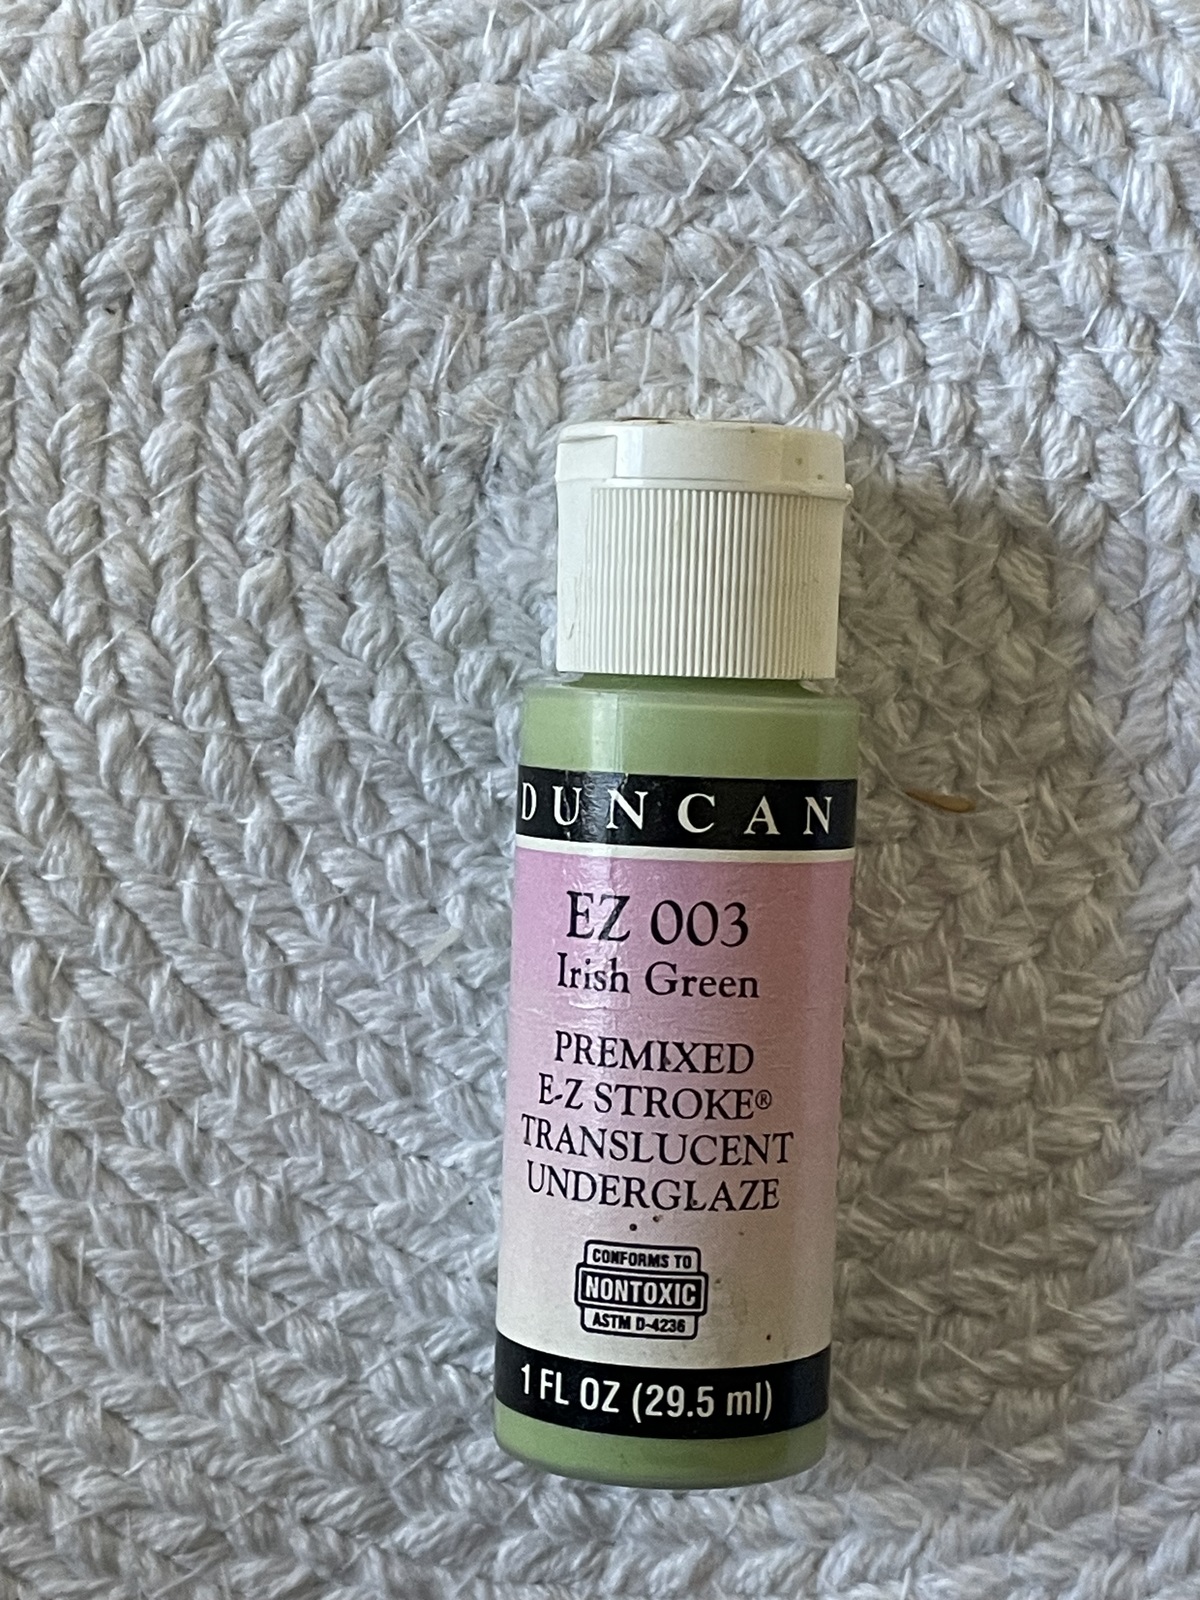 DUNCAN
EZ 003
Irish Green
PREMIXED
E-Z STROKE®
TRANSLUCENT
UNDERGLAZE
CONFORMS TO
NONTOXIC
ASTM D-4236
1 FL OZ (29.5 ml)